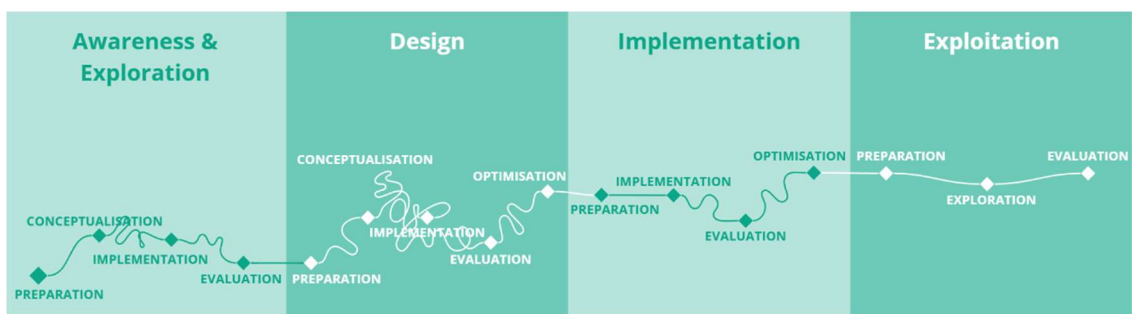 Awareness &
Exploration
CONCEPTUALISATION
IMPLEMENTATION
EVALUATION
PREPARATION
Design
CONCEPTUALISATION
OPTIMISATION
IMPLEMENTATION
EVALUATION
PREPARATION
Implementation
OPTIMISATION
IMPLEMENTATION
PREPARATION
EVALUATION
Exploitation
PREPARATION
EVALUATION
EXPLORATION